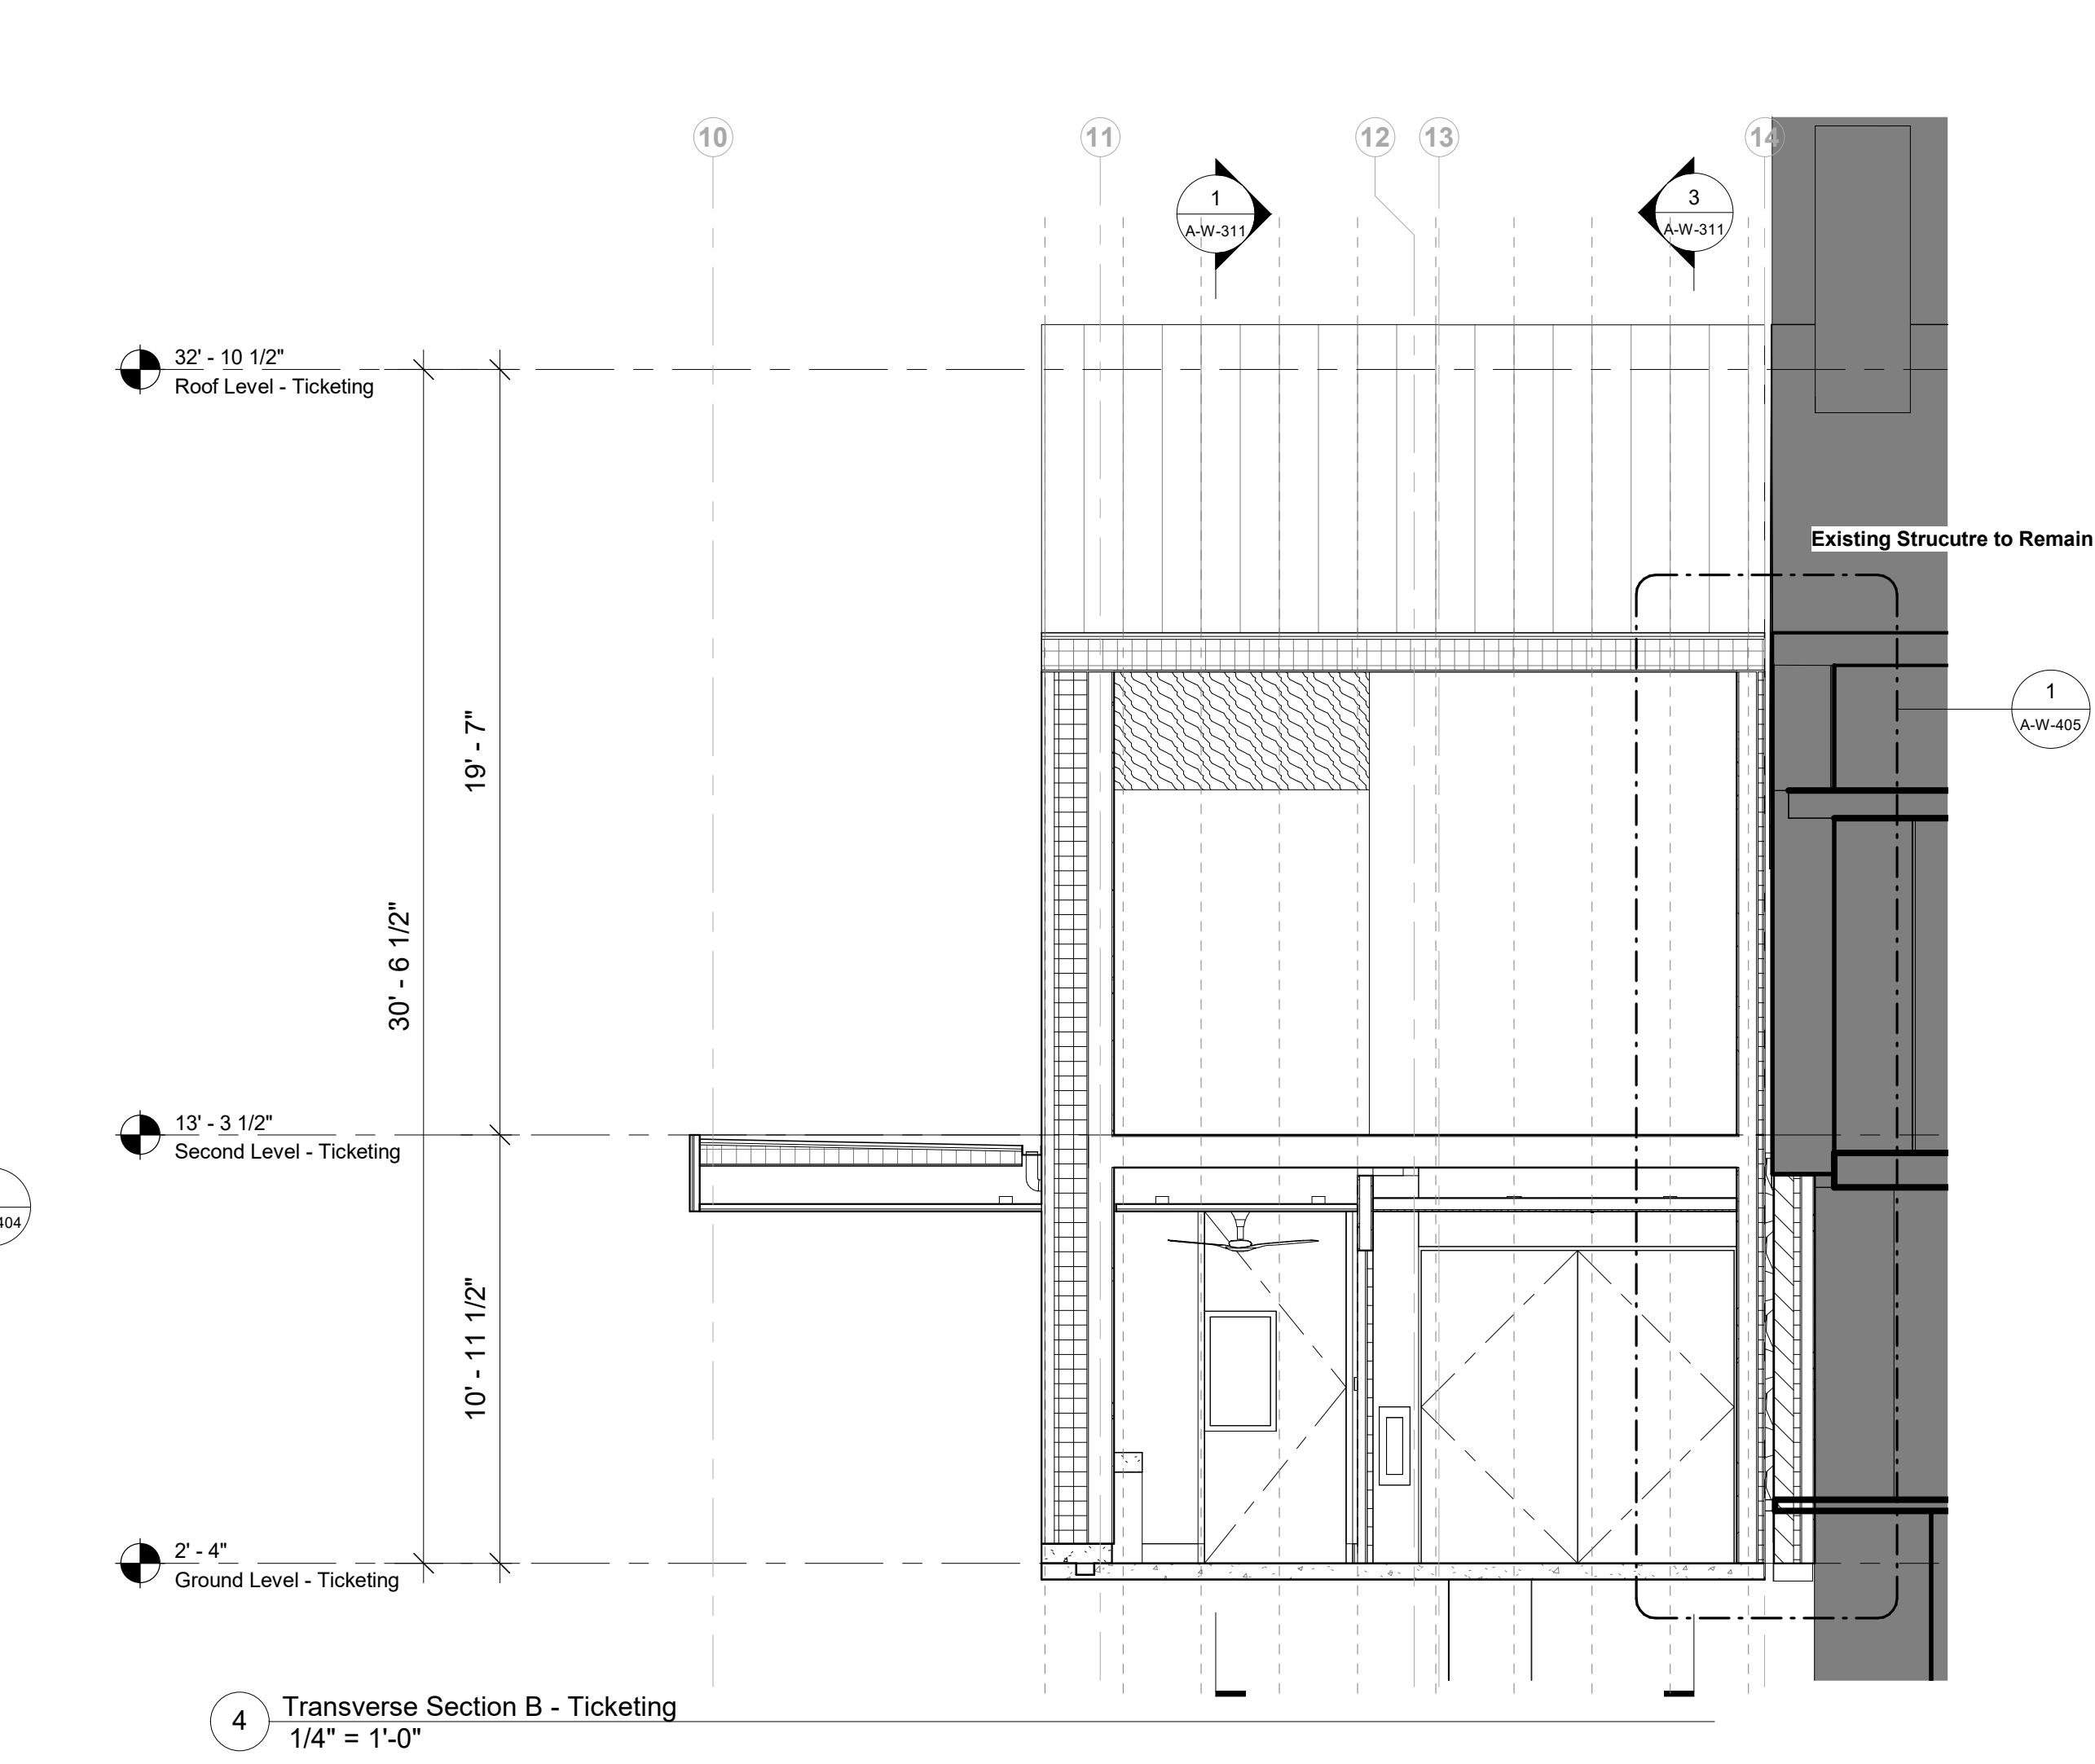 10
11
12
13
14
1
A-W-311
3
A-W-311
32' - 10 1/2"
Roof Level - Ticketing
Existing Strucutre to Remain
1
A-W-405
19' - 7"
30' - 6 1/2"
13' - 3 1/2"
Second Level - Ticketing
404
10' - 11 1/2"
2' - 4"
Ground Level - Ticketing
4
Transverse Section B - Ticketing
1/4" = 1'-0"